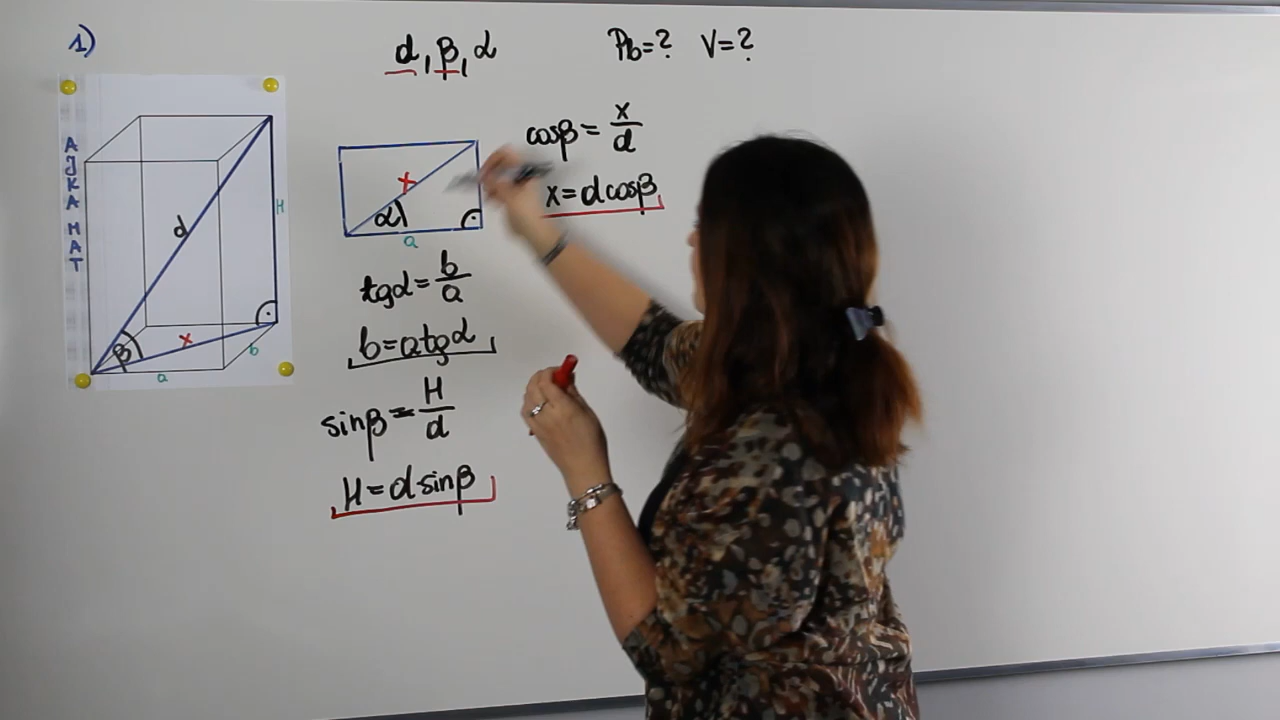 1)
d, β, α
Pb=? V=?
AJKA MAT
H
d
β
x
a
b
x
α
a
tgα = b/a
b = a tgα
sinβ = H/d
H = d sinβ
cosβ = x/d
x = d cosβ